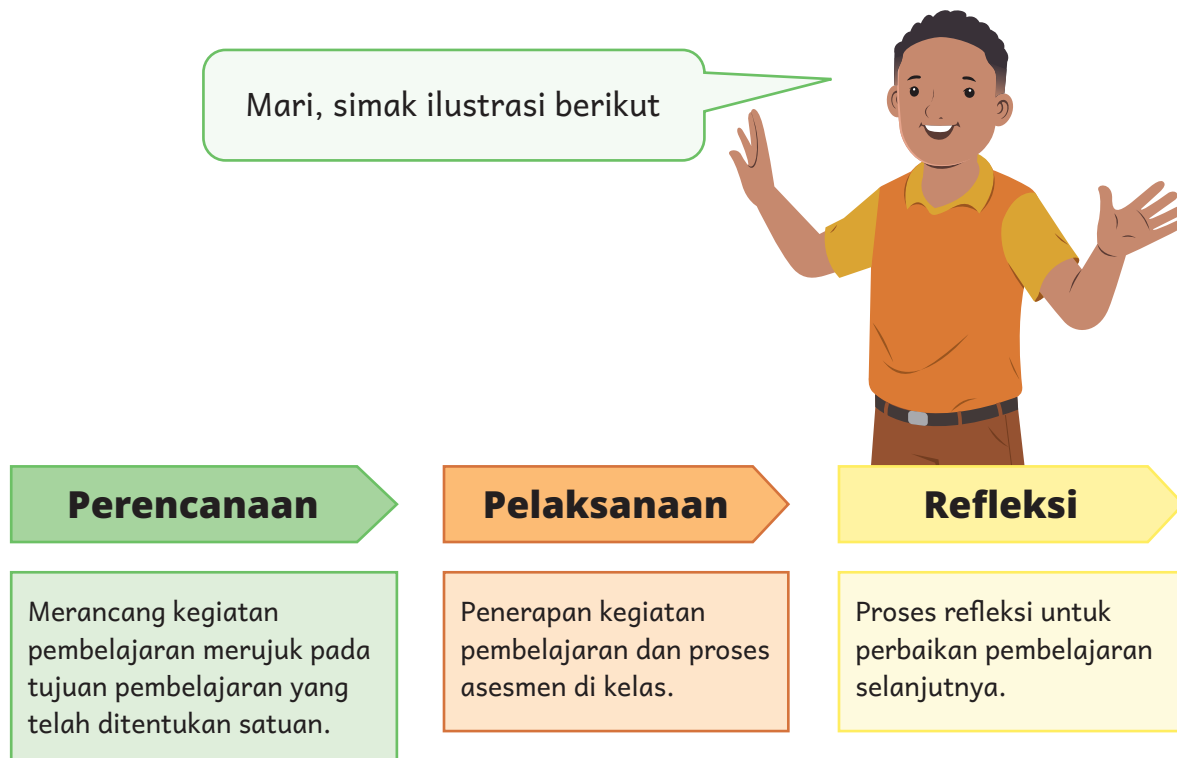 Mari, simak ilustrasi berikut
Perencanaan
Merancang kegiatan
pembelajaran merujuk pada
tujuan pembelajaran yang
telah ditentukan satuan.
Pelaksanaan
Penerapan kegiatan
pembelajaran dan proses
asesmen di kelas.
Refleksi
Proses refleksi untuk
perbaikan pembelajaran
selanjutnya.